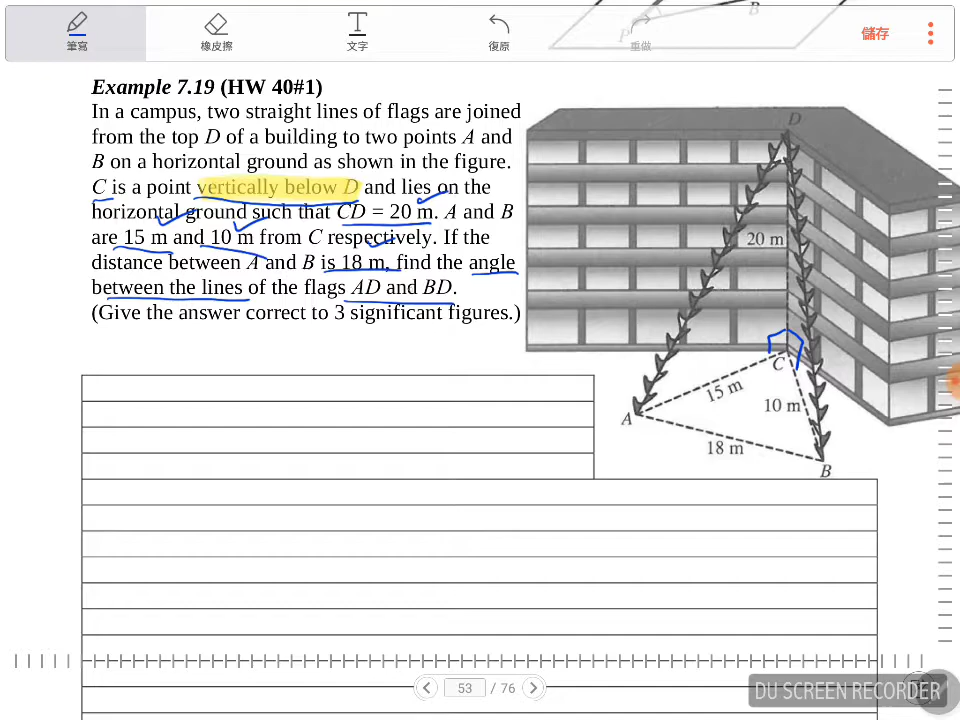 P
B
筆寫
橡皮擦
文字
復原
重做
儲存
Example 7.19 (HW 40#1)
In a campus, two straight lines of flags are joined
from the top D of a building to two points A and
B on a horizontal ground as shown in the figure.
C is a point vertically below D and lies on the
horizontal ground such that CD = 20 m. A and B
are 15 m and 10 m from C respectively. If the
distance between A and B is 18 m, find the angle
between the lines of the flags AD and BD.
(Give the answer correct to 3 significant figures.)
D
20 m
C
15 m
10 m
A
18 m
B
53 / 76
DU SCREEN RECORDER